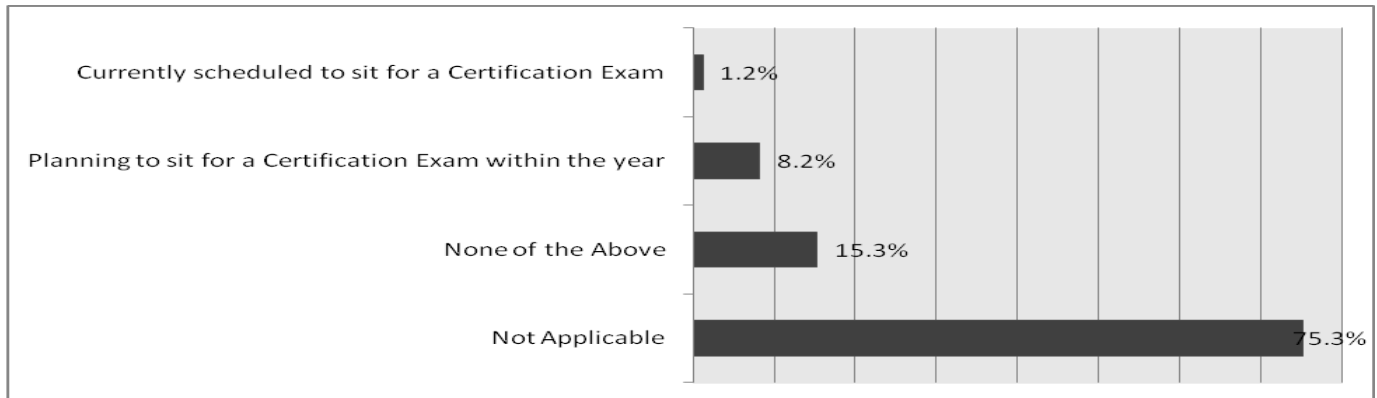 Currently scheduled to sit for a Certification Exam
1.2%
Planning to sit for a Certification Exam within the year
8.2%
None of the Above
15.3%
Not Applicable
75.3%